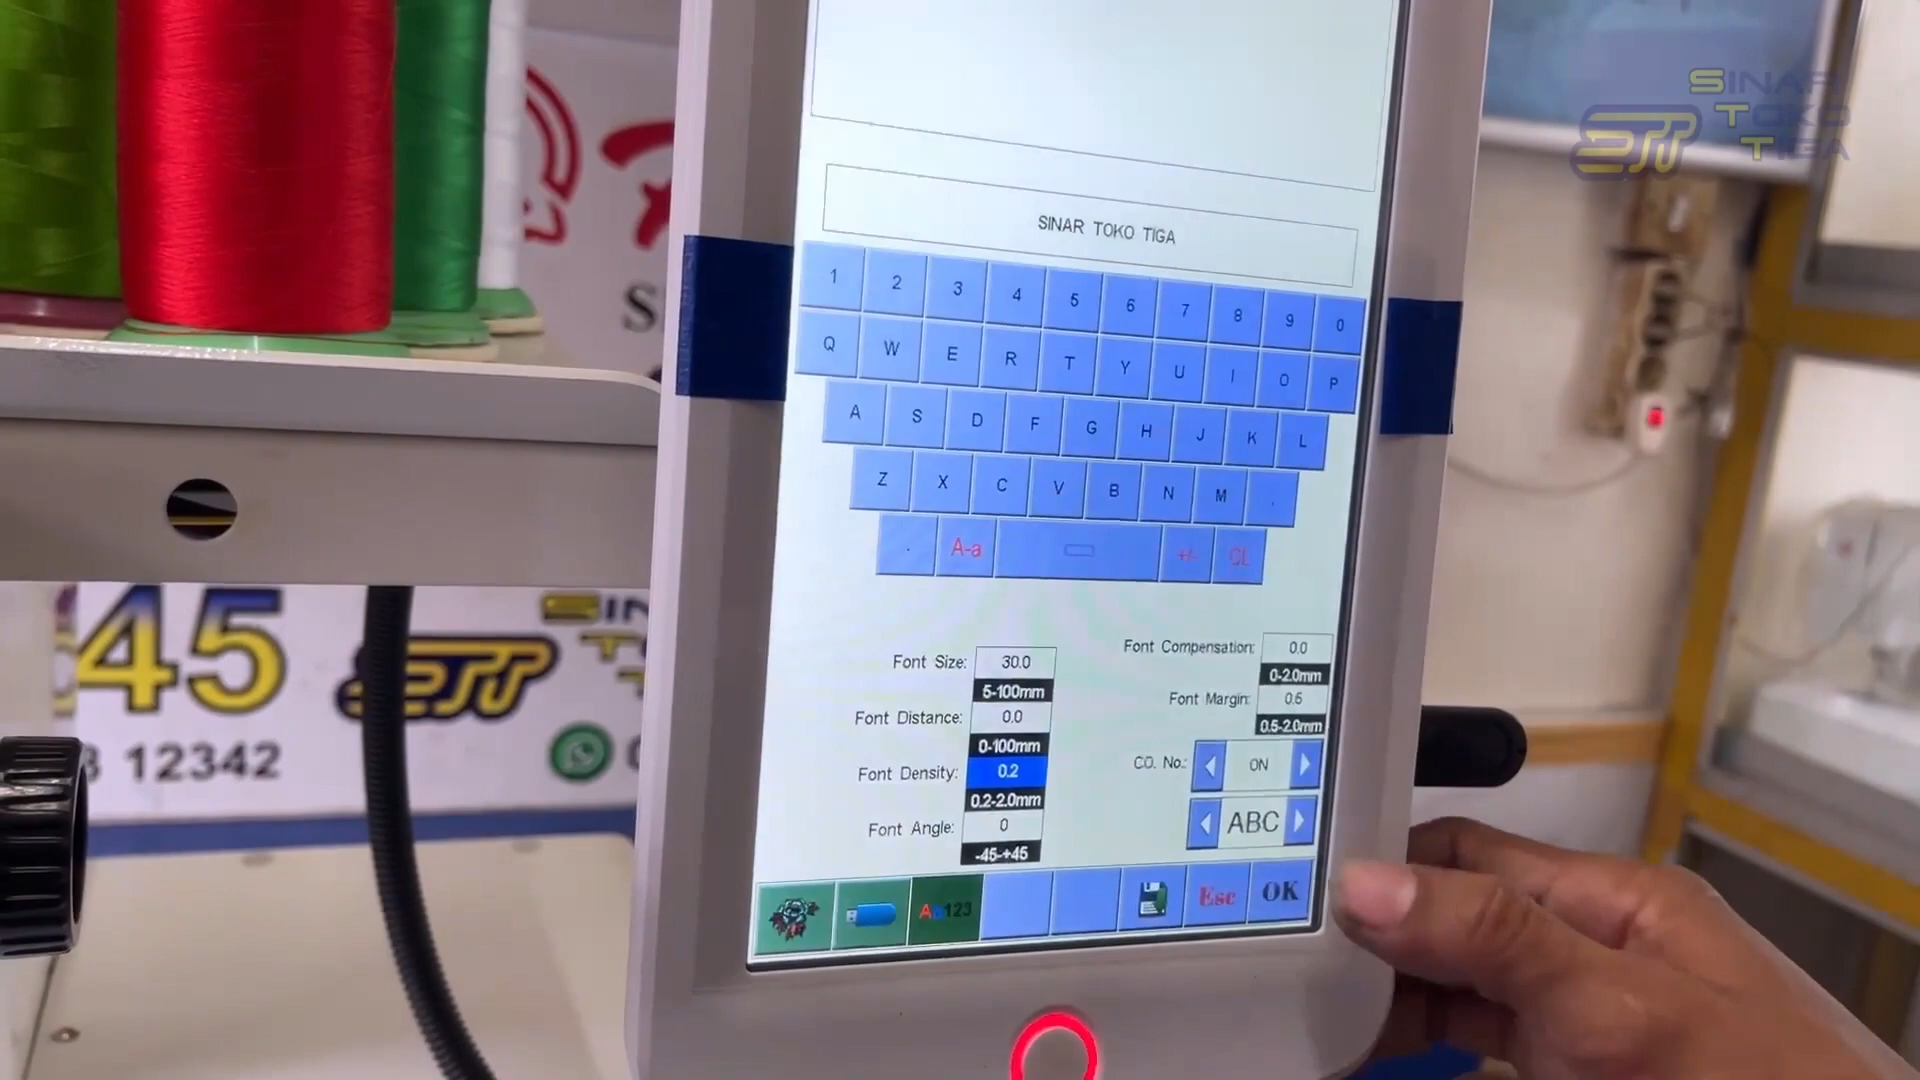 SINAR
TOKO
TIGA
SINAR TOKO TIGA
1 2 3 4 5 6 7 8 9 0
Q W E R T Y U I O P
A S D F G H J K L
Z X C V B N M
. A-a +/- CL
Font Size: 30.0
5-100mm
Font Distance: 0.0
0-100mm
Font Density: 0.2
0.2-2.0mm
Font Angle: 0
-45-+45
Font Compensation: 0.0
0-2.0mm
Font Margin: 0.5
0.5-2.0mm
CO. No.: ON
ABC
123
Esc
OK
45
12342